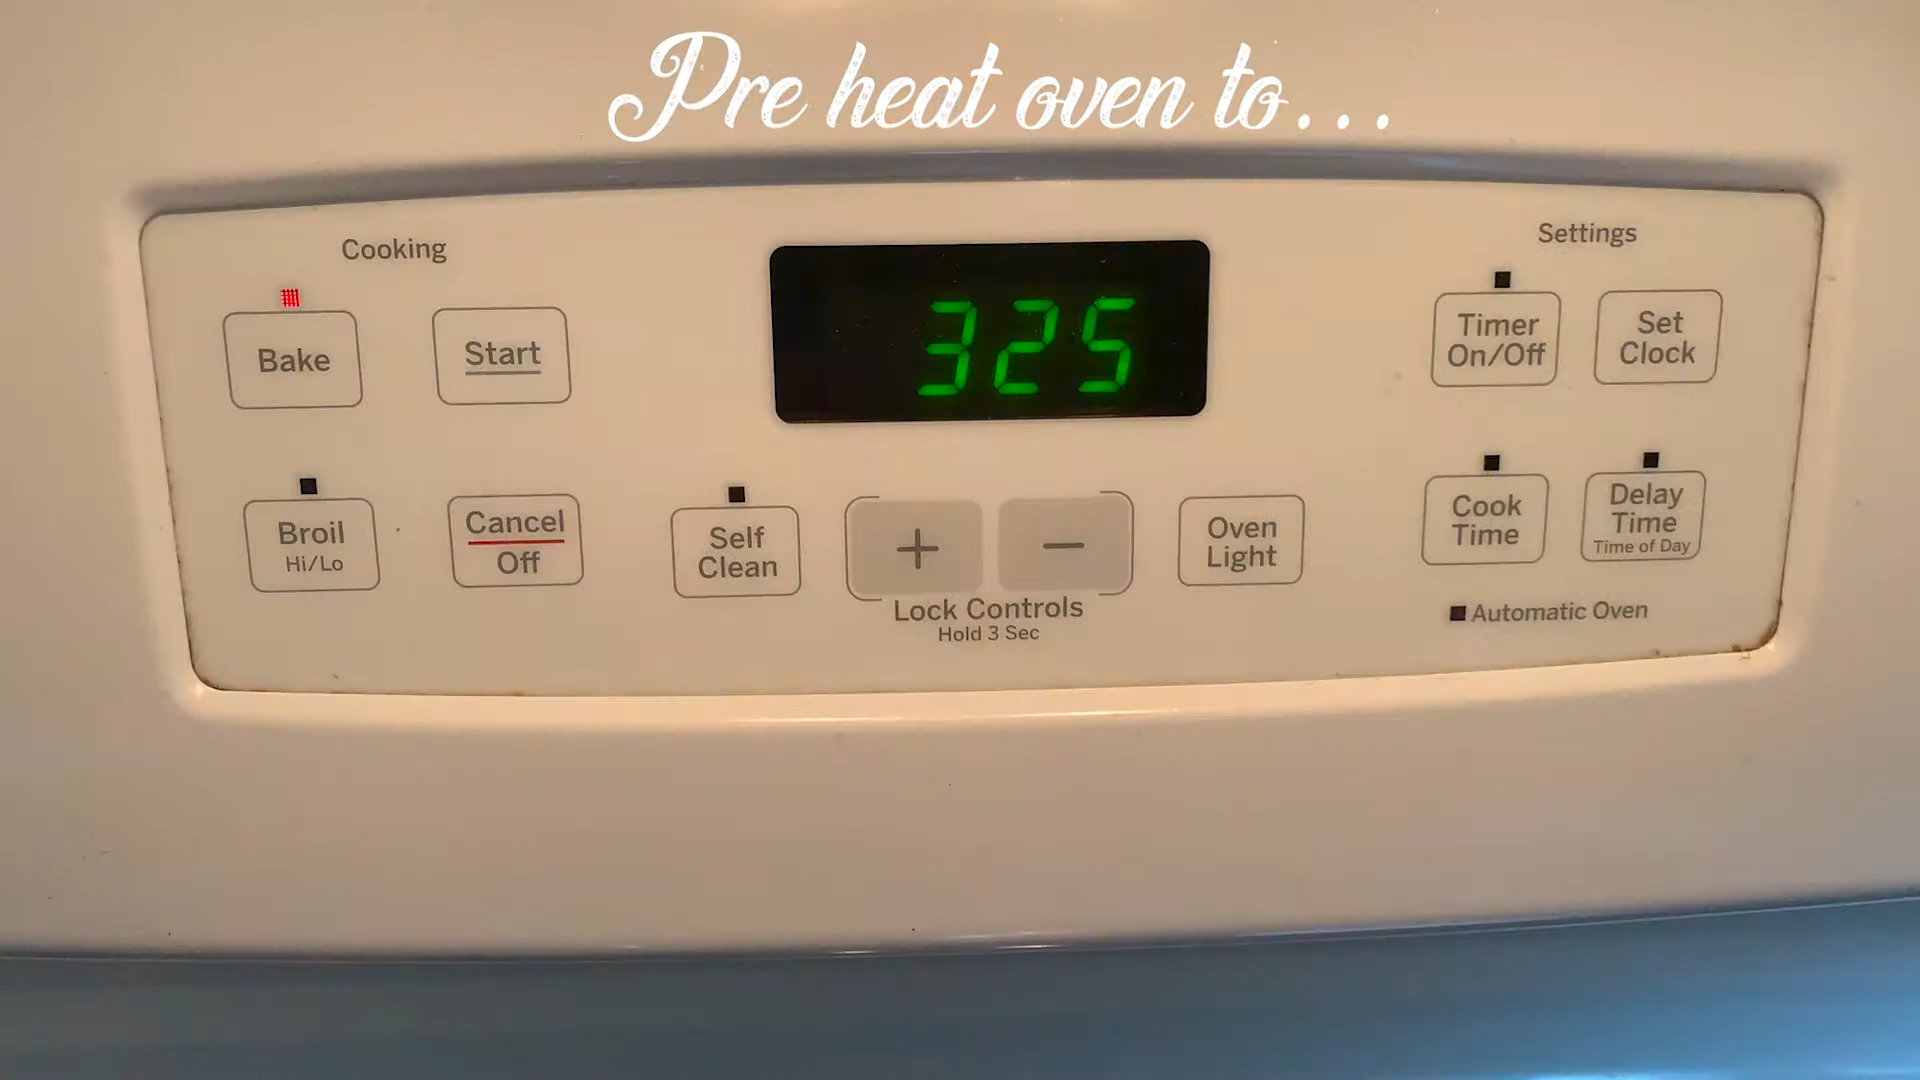 Pre heat oven to...
Cooking
Settings
325
Bake
Start
Timer
On/Off
Set
Clock
Broil
Hi/Lo
Cancel
Off
Self
Clean
+
−
Lock Controls
Hold 3 Sec
Oven
Light
Cook
Time
Delay
Time
Time of Day
Automatic Oven